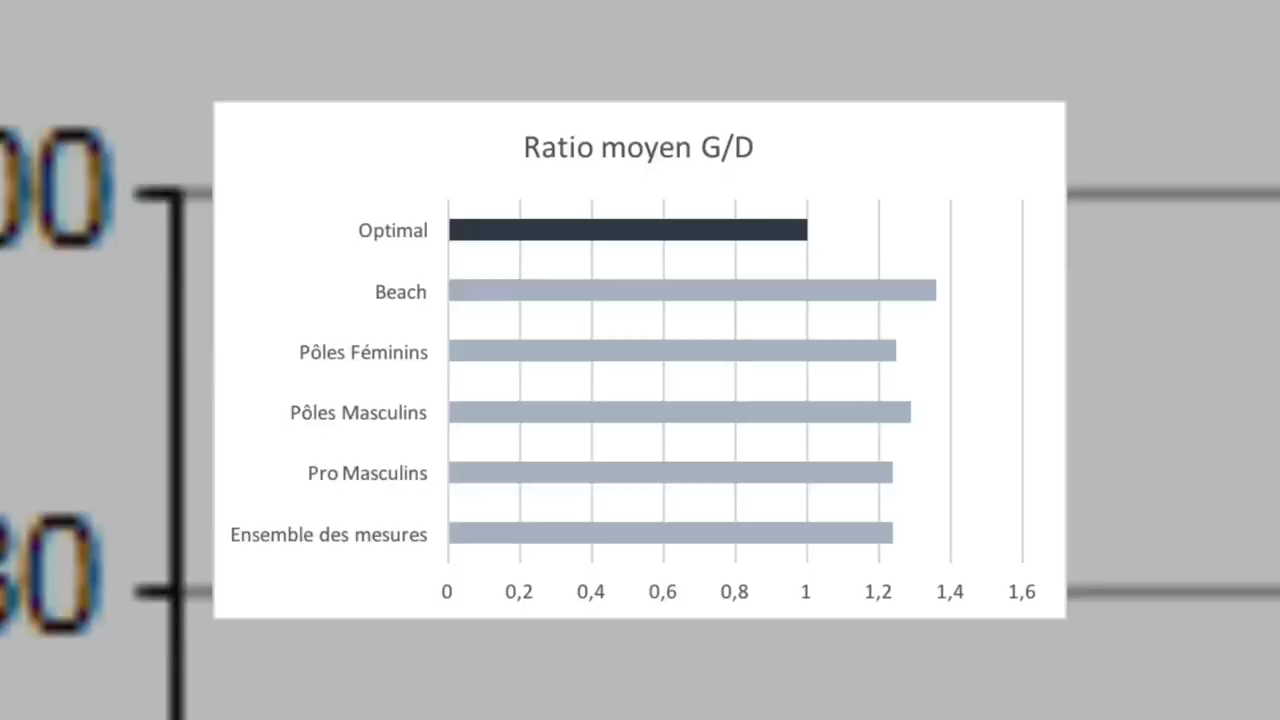 Ratio moyen G/D
Optimal
Beach
Pôles Féminins
Pôles Masculins
Pro Masculins
Ensemble des mesures
0 0,2 0,4 0,6 0,8 1 1,2 1,4 1,6